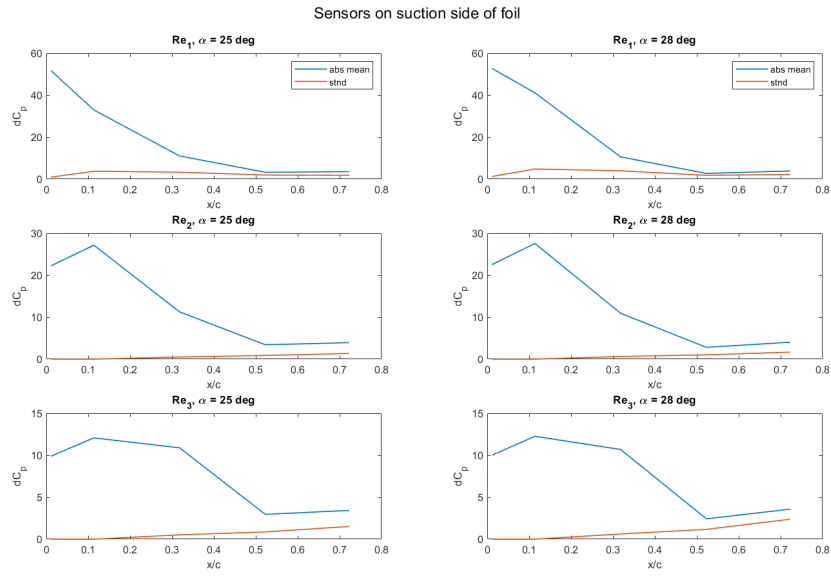 Sensors on suction side of foil
Re1, α = 25 deg
60
40
20
0
dCp
abs mean
stnd
0 0.1 0.2 0.3 0.4 0.5 0.6 0.7 0.8
x/c
Re1, α = 28 deg
60
40
20
0
dCp
abs mean
stnd
0 0.1 0.2 0.3 0.4 0.5 0.6 0.7 0.8
x/c
Re2, α = 25 deg
30
20
10
0
dCp
0 0.1 0.2 0.3 0.4 0.5 0.6 0.7 0.8
x/c
Re2, α = 28 deg
30
20
10
0
dCp
0 0.1 0.2 0.3 0.4 0.5 0.6 0.7 0.8
x/c
Re3, α = 25 deg
15
10
5
0
dCp
0 0.1 0.2 0.3 0.4 0.5 0.6 0.7 0.8
x/c
Re3, α = 28 deg
15
10
5
0
dCp
0 0.1 0.2 0.3 0.4 0.5 0.6 0.7 0.8
x/c